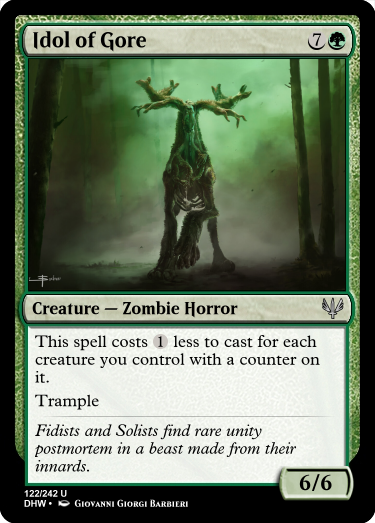 Idol of Gore 7
Creature — Zombie Horror
This spell costs 1 less to cast for each
creature you control with a counter on
it.
Trample
Fidists and Solists find rare unity
postmortem in a beast made from their
innards.
6/6
122/242 U
DHW • Giovanni Giorgi Barbieri